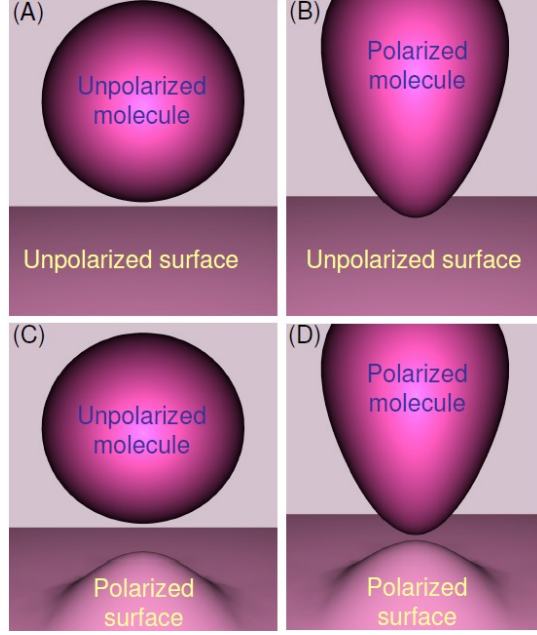 (A)
Unpolarized
molecule
Unpolarized surface
(B)
Polarized
molecule
Unpolarized surface
(C)
Unpolarized
molecule
Polarized
surface
(D)
Polarized
molecule
Polarized
surface